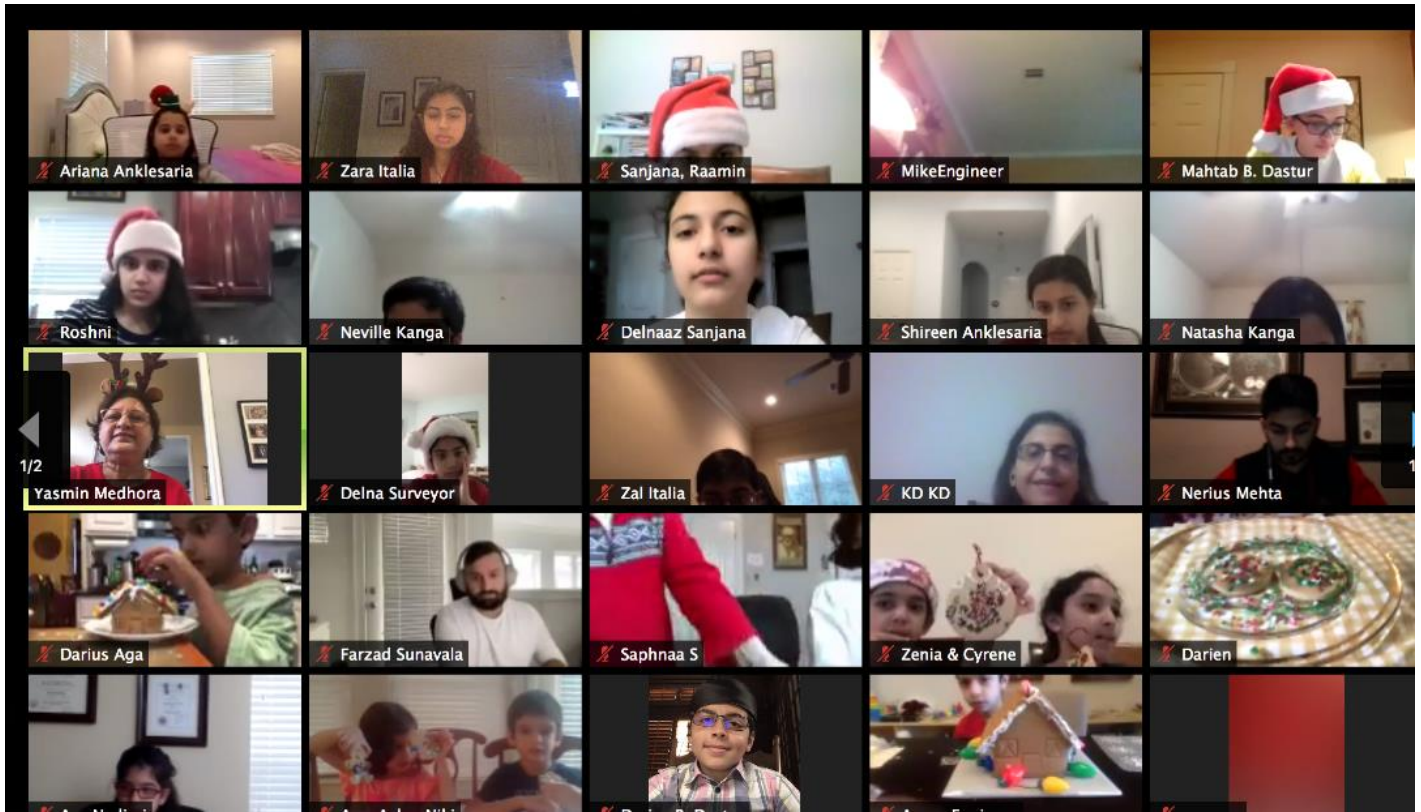 Ariana Anklesaria
Zara Italia
Sanjana, Raamin
MikeEngineer
Mahtab B. Dastur
Roshni
Neville Kanga
Delnaaz Sanjana
Shireen Anklesaria
Natasha Kanga
1/2
Yasmin Medhora
Delna Surveyor
Zal Italia
KD KD
Nerius Mehta
Darius Aga
Farzad Sunavala
Saphnaa S
Zenia & Cyrene
Darien